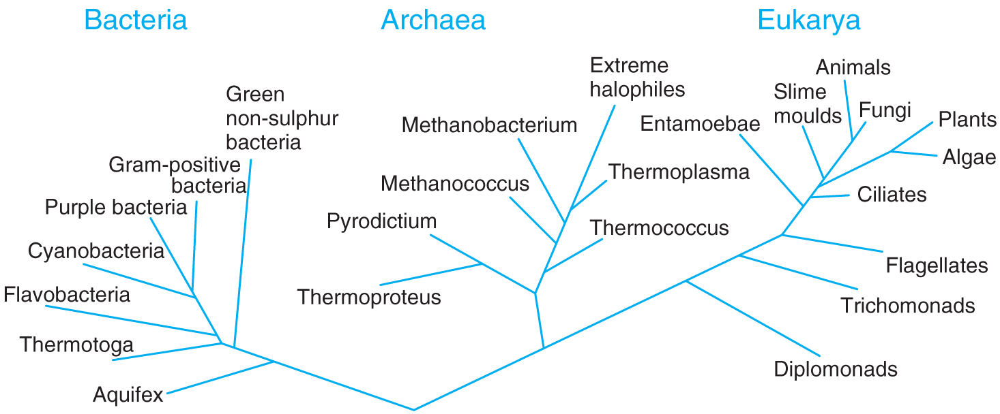 Bacteria
Archaea
Eukarya
Green
non-sulphur
bacteria
Gram-positive
bacteria
Purple bacteria
Cyanobacteria
Flavobacteria
Thermotoga
Aquifex
Extreme
halophiles
Methanobacterium
Methanococcus
Pyrodictium
Thermoproteus
Thermoplasma
Thermococcus
Animals
Slime
moulds
Fungi
Entamoebae
Plants
Algae
Ciliates
Flagellates
Trichomonads
Diplomonads